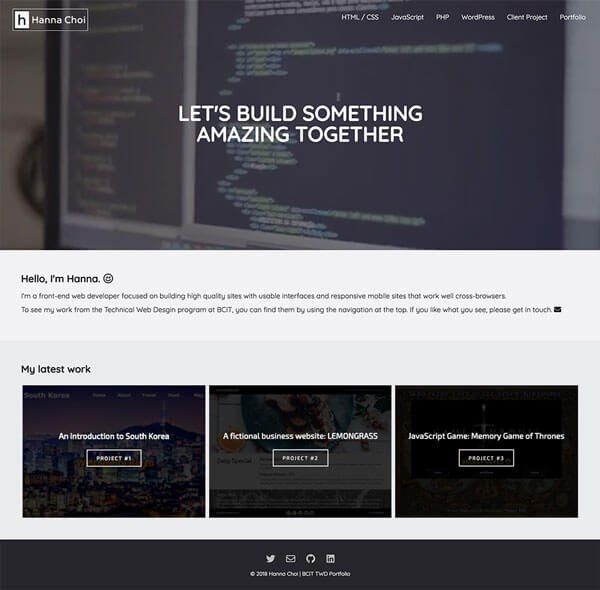 h Hanna Choi
HTML / CSS JavaScript PHP WordPress Client Project Portfolio
LET'S BUILD SOMETHING
AMAZING TOGETHER
Hello, I'm Hanna.
I'm a front-end web developer focused on building high quality sites with usable interfaces and responsive mobile sites that work well cross-browsers.
To see my work from the Technical Web Desgin program at BCIT, you can find them by using the navigation at the top. If you like what you see, please get in touch.
My latest work
South Korea
An Introduction to South Korea
PROJECT #1
A fictional business website: LEMONGRASS
PROJECT #2
Daily Special
JavaScript Game: Memory Game of Thrones
PROJECT #3
© 2018 Hanna Choi | BCIT TWD Portfolio